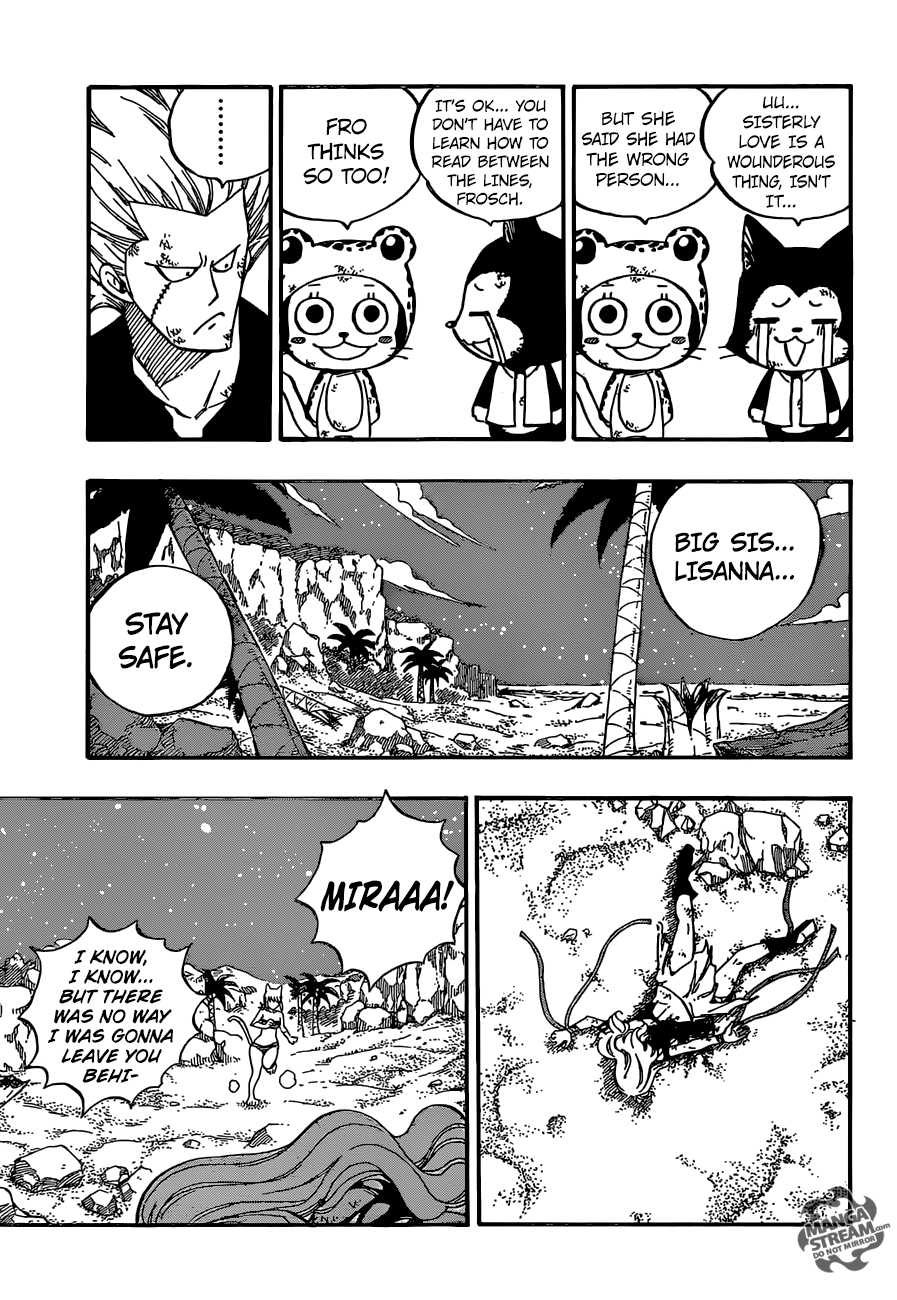 UU...
SISTERLY
LOVE IS A
WOUNDEROUS
THING, ISN'T
IT...
BUT SHE
SAID SHE HAD
THE WRONG
PERSON...
IT'S OK... YOU
DON'T HAVE TO
LEARN HOW TO
READ BETWEEN
THE LINES,
FROSCH.
FRO
THINKS
SO TOO!
........
BIG SIS...
LISANNA...
STAY
SAFE.
MIRAAA!
I KNOW,
I KNOW...
BUT THERE
WAS NO WAY
I WAS GONNA
LEAVE YOU
BEHI-
MANGA
STREAM.com
DO NOT MIRROR